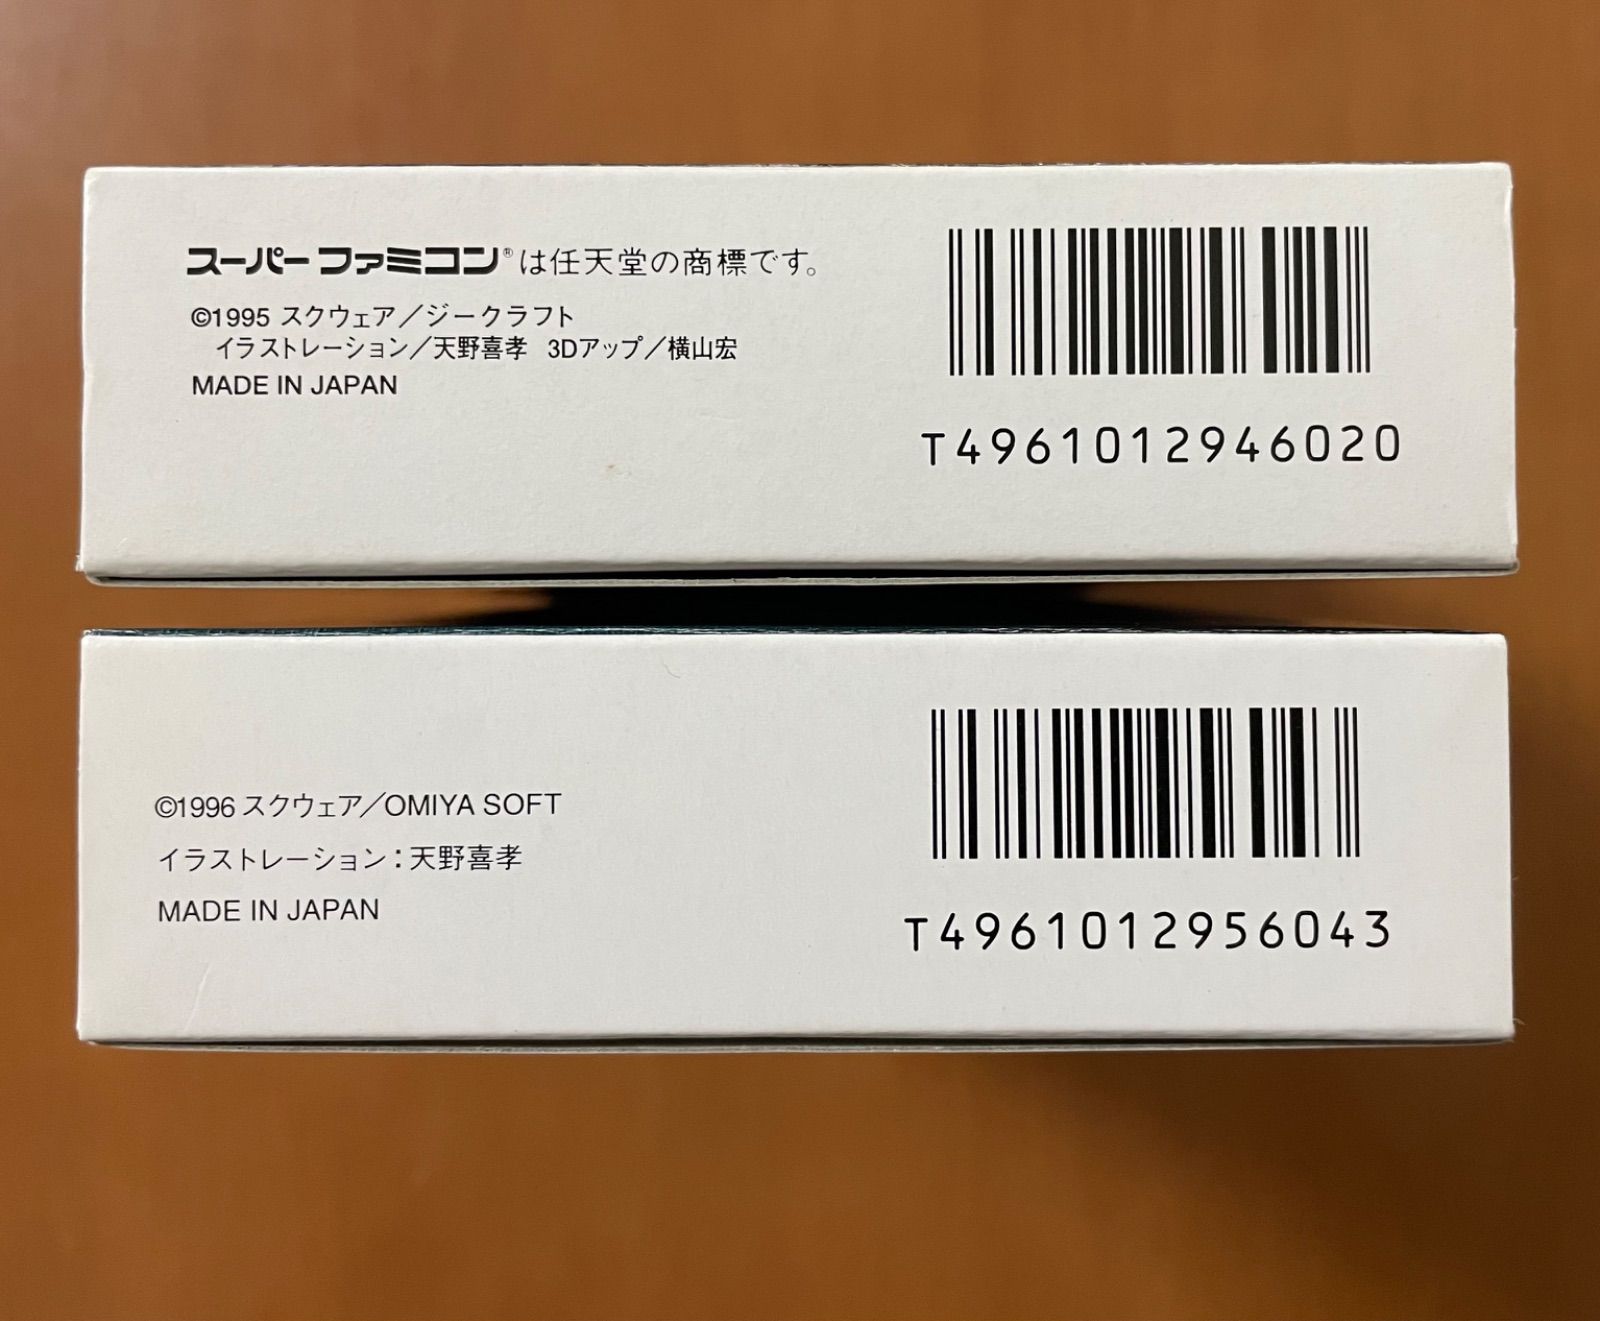 スーパーファミコン®は任天堂の商標です。
©1995 スクウェア／ジークラフト
イラストレーション／天野喜孝 3Dアップ／横山宏
MADE IN JAPAN
T4961012946020
©1996 スクウェア／OMIYA SOFT
イラストレーション：天野喜孝
MADE IN JAPAN
T4961012956043